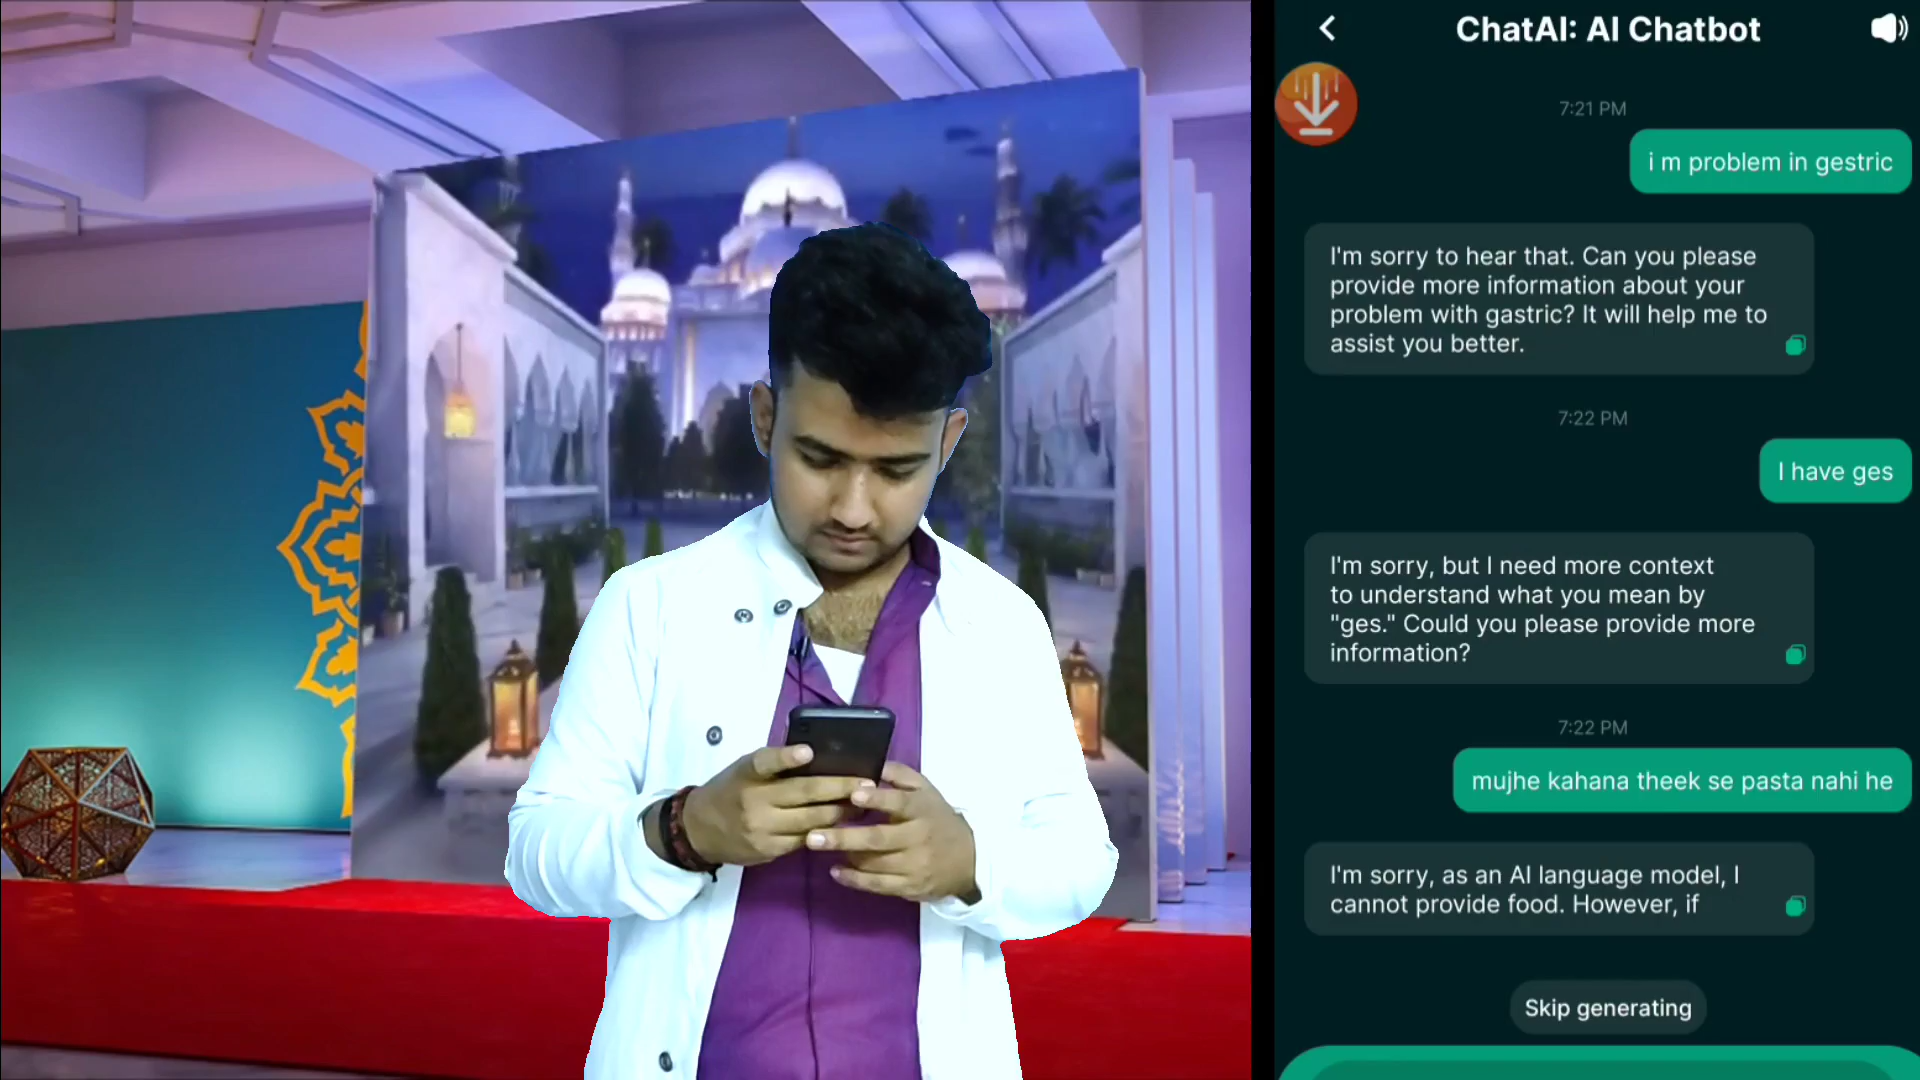 ChatAI: AI Chatbot
7:21 PM
i m problem in gestric
I'm sorry to hear that. Can you please
provide more information about your
problem with gastric? It will help me to
assist you better.
7:22 PM
I have ges
I'm sorry, but I need more context
to understand what you mean by
"ges." Could you please provide more
information?
7:22 PM
mujhe kahana theek se pasta nahi he
I'm sorry, as an AI language model, I
cannot provide food. However, if
Skip generating